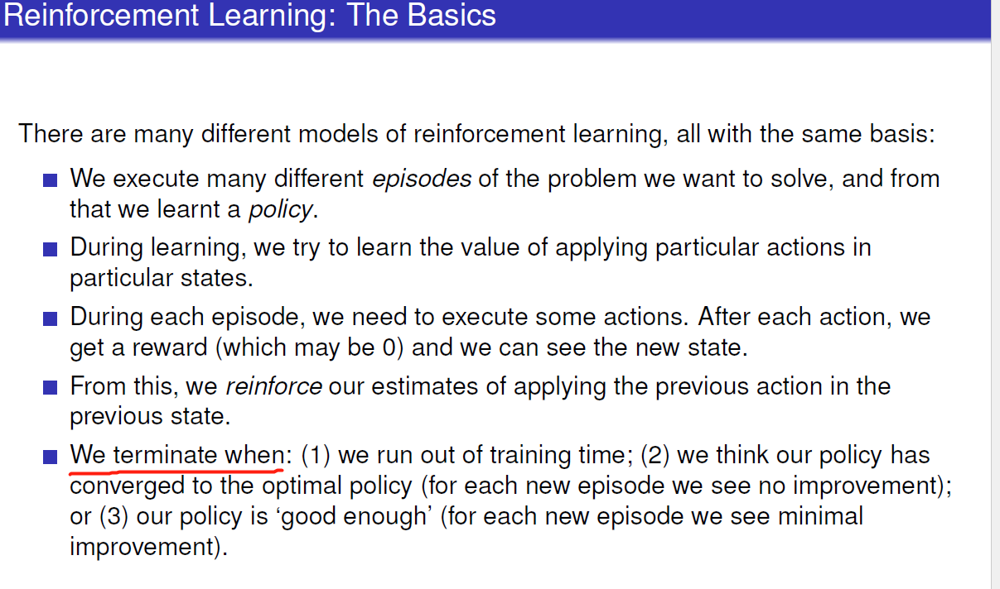 Reinforcement Learning: The Basics
There are many different models of reinforcement learning, all with the same basis:
We execute many different episodes of the problem we want to solve, and from
that we learnt a policy.
During learning, we try to learn the value of applying particular actions in
particular states.
During each episode, we need to execute some actions. After each action, we
get a reward (which may be 0) and we can see the new state.
From this, we reinforce our estimates of applying the previous action in the
previous state.
We terminate when: (1) we run out of training time; (2) we think our policy has
converged to the optimal policy (for each new episode we see no improvement);
or (3) our policy is ‘good enough’ (for each new episode we see minimal
improvement).